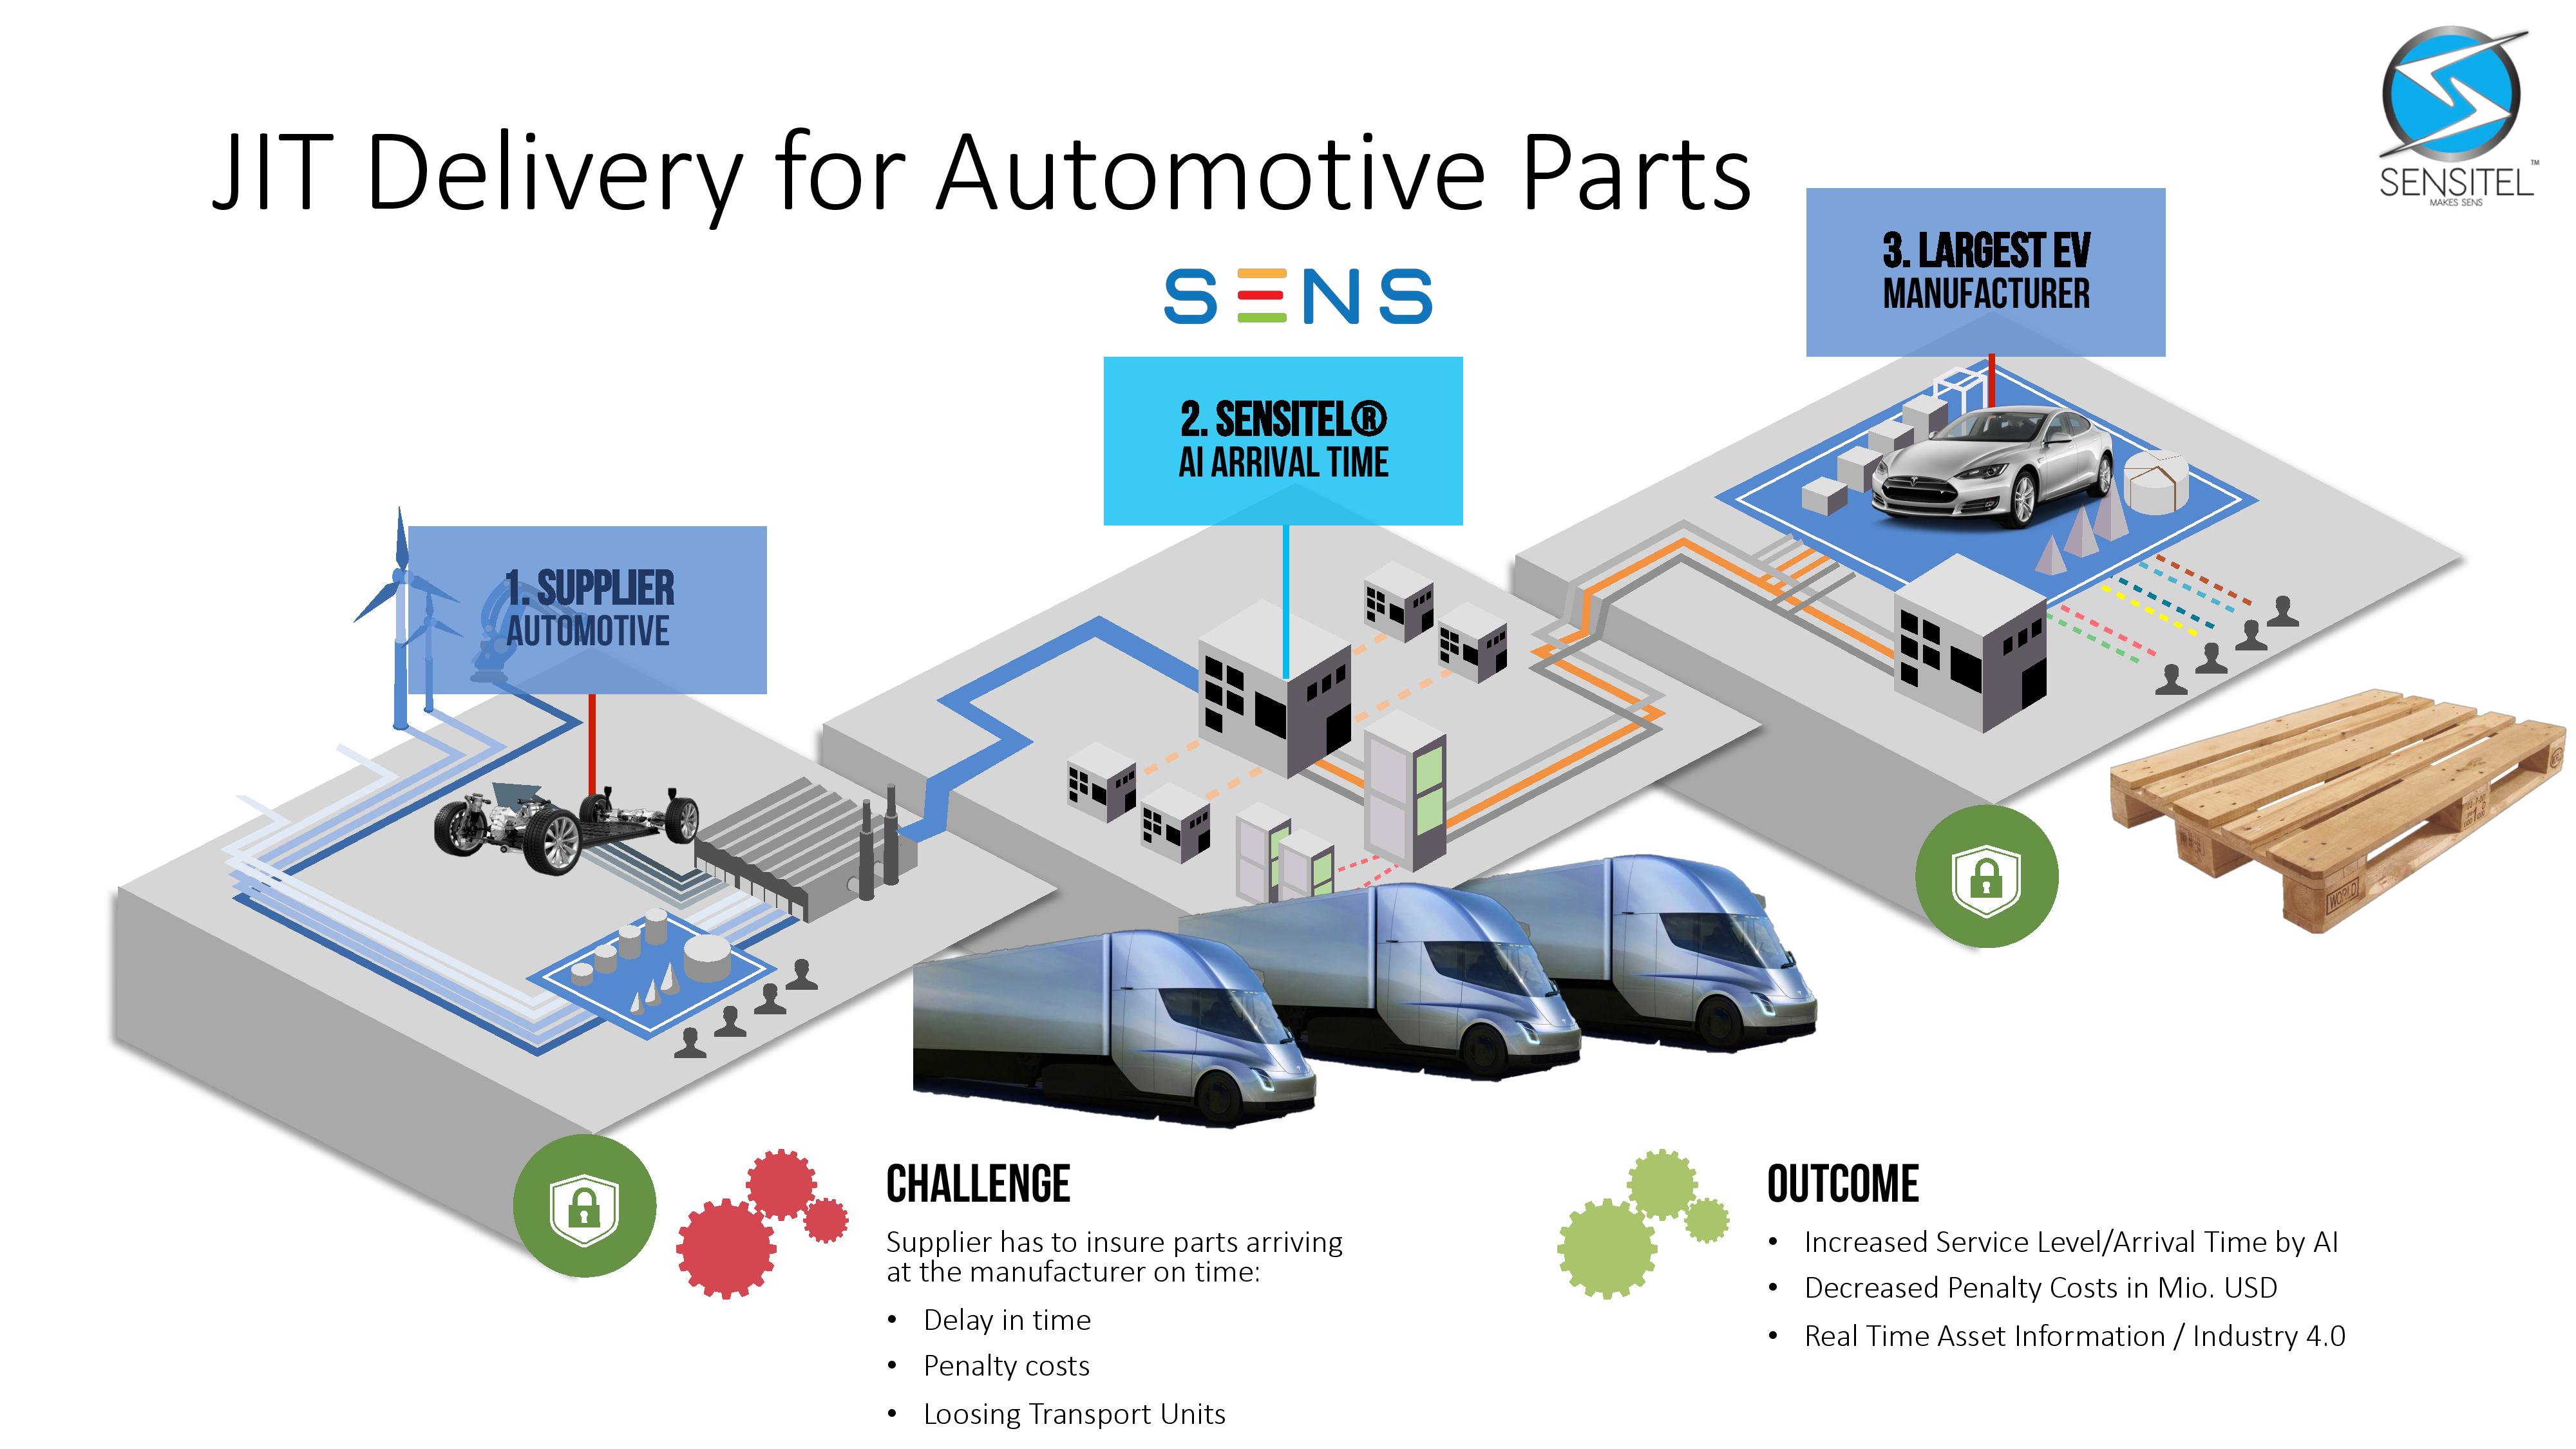 JIT Delivery for Automotive Parts
SENSITEL™
MAKES SENS
SENS
3. LARGEST EV
MANUFACTURER
2. SENSITEL®
AI ARRIVAL TIME
1. SUPPLIER
AUTOMOTIVE
WORLD
CHALLENGE
Supplier has to insure parts arriving
at the manufacturer on time:
• Delay in time
• Penalty costs
• Loosing Transport Units
OUTCOME
• Increased Service Level/Arrival Time by AI
• Decreased Penalty Costs in Mio. USD
• Real Time Asset Information / Industry 4.0